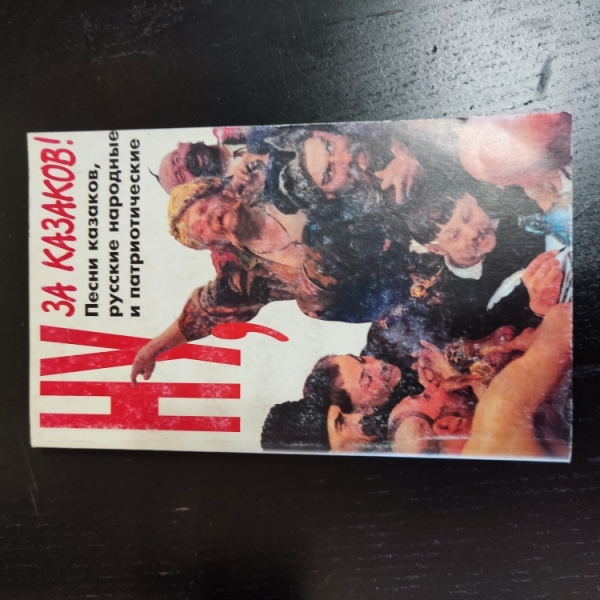 НУ,
ЗА КАЗАКОВ!
Песни казаков,
русские народные
и патриотические